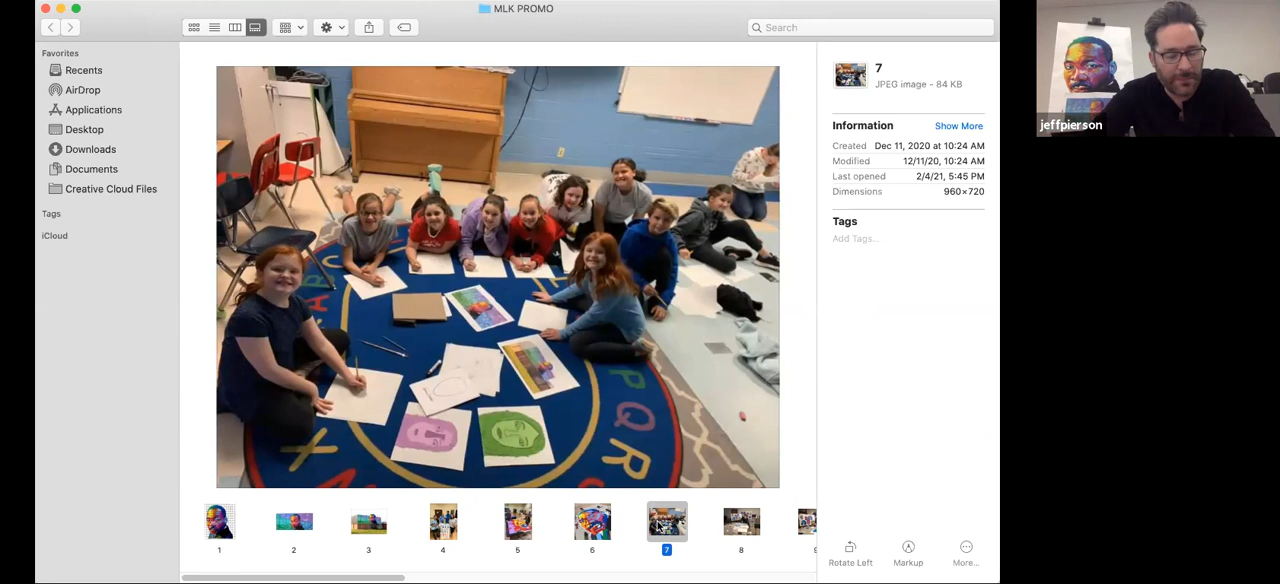 MLK PROMO
Search
Favorites
Recents
AirDrop
Applications
Desktop
Downloads
Documents
Creative Cloud Files
Tags
iCloud
P
Q
R
S
X
1
2
3
4
5
6
7
8
9
7
JPEG image - 84 KB
Information
Show More
Created Dec 11, 2020 at 10:24 AM
Modified 12/11/20, 10:24 AM
Last opened 2/4/21, 5:45 PM
Dimensions 960×720
Tags
Add Tags...
Rotate Left
Markup
More...
jeffpierson